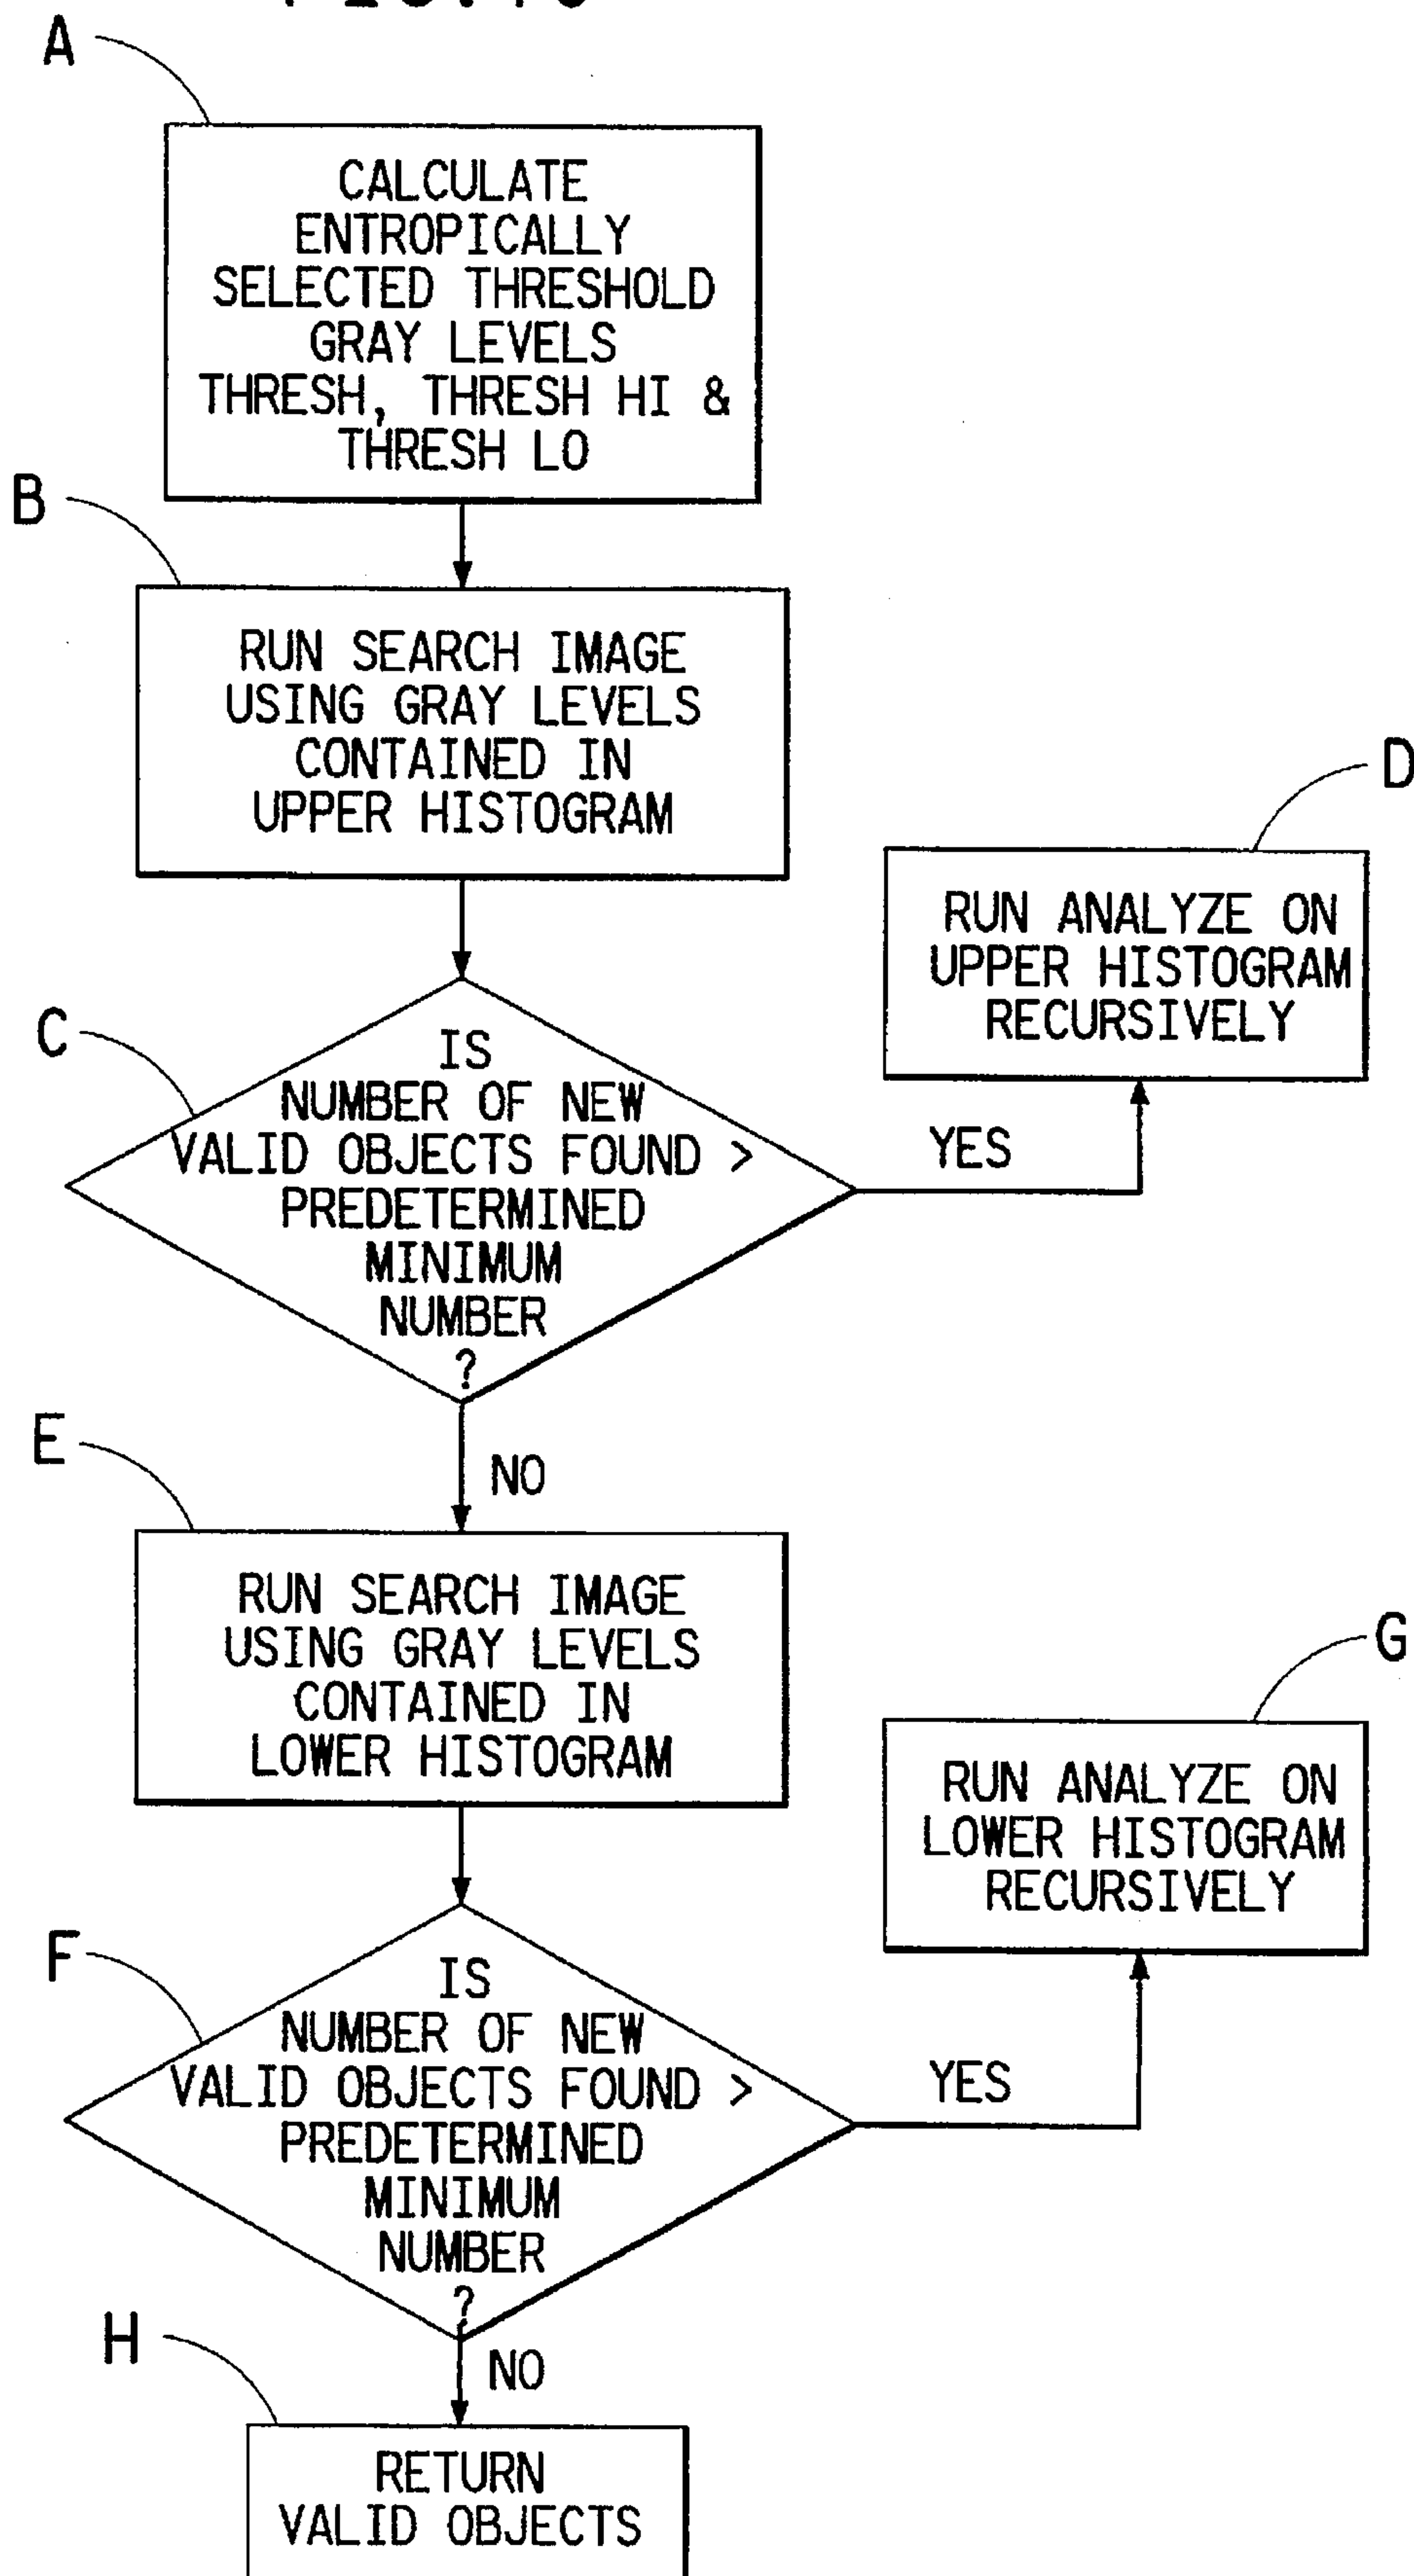 A
CALCULATE
ENTROPICALLY
SELECTED THRESHOLD
GRAY LEVELS
THRESH, THRESH HI &
THRESH LO
B
RUN SEARCH IMAGE
USING GRAY LEVELS
CONTAINED IN
UPPER HISTOGRAM
D
RUN ANALYZE ON
UPPER HISTOGRAM
RECURSIVELY
C
IS
NUMBER OF NEW
VALID OBJECTS FOUND >
PREDETERMINED
MINIMUM
NUMBER
?
YES
NO
E
RUN SEARCH IMAGE
USING GRAY LEVELS
CONTAINED IN
LOWER HISTOGRAM
G
RUN ANALYZE ON
LOWER HISTOGRAM
RECURSIVELY
F
IS
NUMBER OF NEW
VALID OBJECTS FOUND >
PREDETERMINED
MINIMUM
NUMBER
?
YES
NO
H
RETURN
VALID OBJECTS